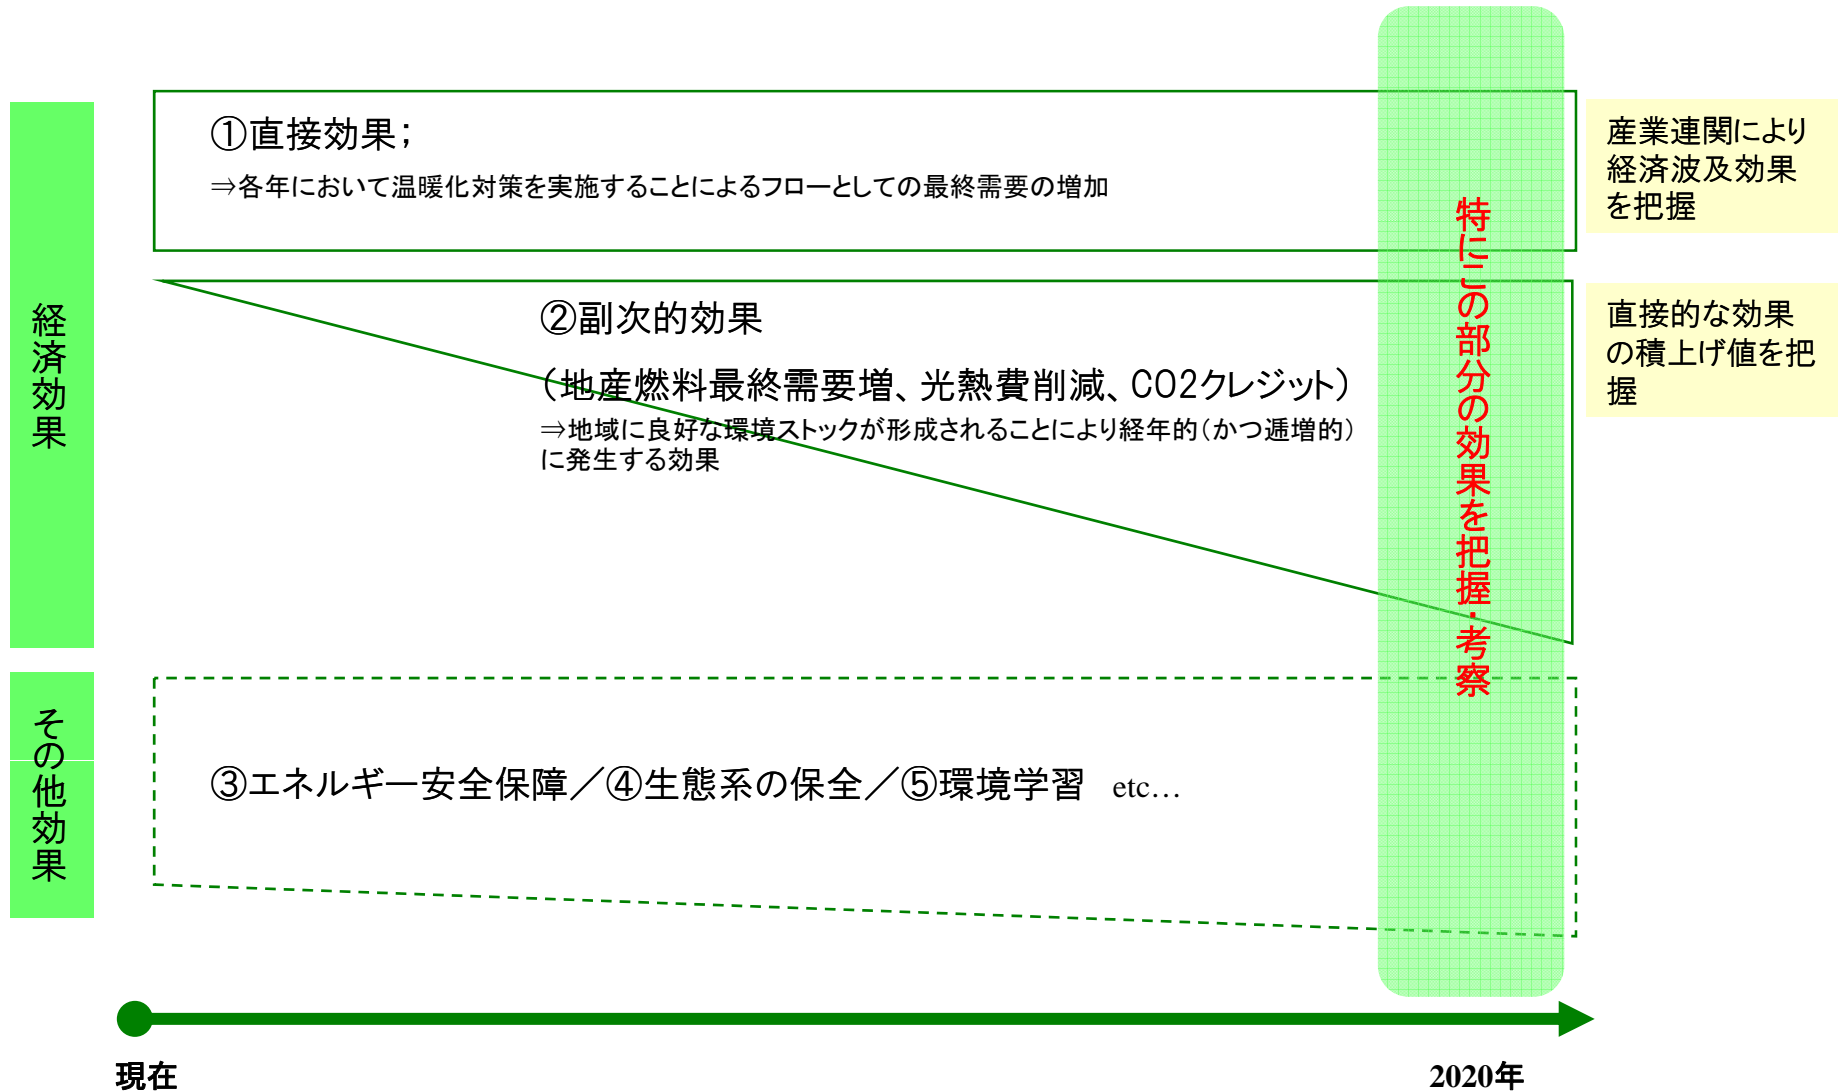 経済効果
①直接効果；
⇒各年において温暖化対策を実施することによるフローとしての最終需要の増加
産業連関により
経済波及効果
を把握
②副次的効果
（地産燃料最終需要増、光熱費削減、CO2クレジット）
⇒地域に良好な環境ストックが形成されることにより経年的（かつ逓増的）
に発生する効果
直接的な効果
の積上げ値を把
握
特にこの部分の効果を把握・考察
その他効果
③エネルギー安全保障／④生態系の保全／⑤環境学習 etc…
現在
2020年